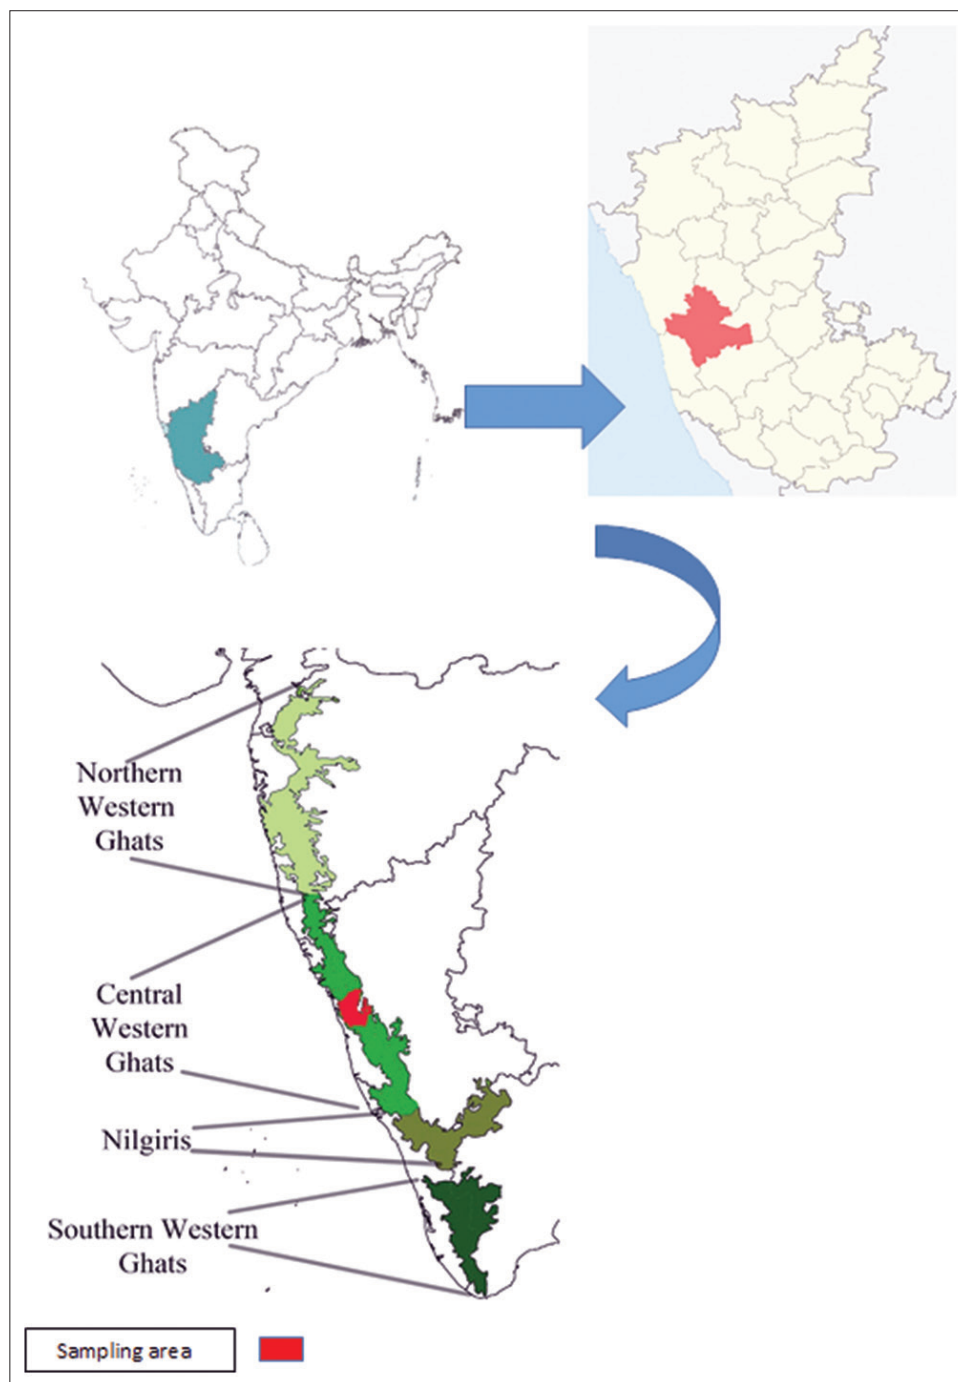 Northern
Western
Ghats
Central
Western
Ghats
Nilgiris
Southern Western
Ghats
Sampling area